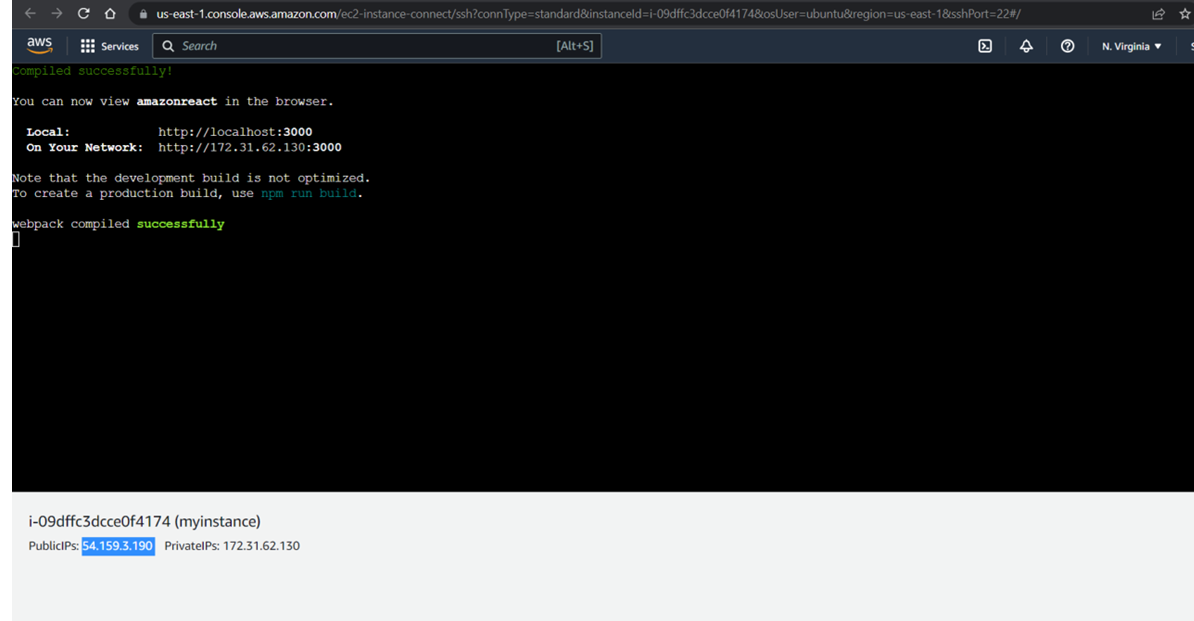 us-east-1.console.aws.amazon.com/ec2-instance-connect/ssh?connType=standard&instanceId=i-09dffc3dcce0f4174&osUser=ubuntu&region=us-east-1&sshPort=22#/
aws Services Search [Alt+S] N. Virginia ▼
Compiled successfully!
You can now view amazonreact in the browser.
Local: http://localhost:3000
On Your Network: http://172.31.62.130:3000
Note that the development build is not optimized.
To create a production build, use npm run build.
webpack compiled successfully
i-09dffc3dcce0f4174 (myinstance)
PublicIPs: 54.159.3.190 PrivateIPs: 172.31.62.130